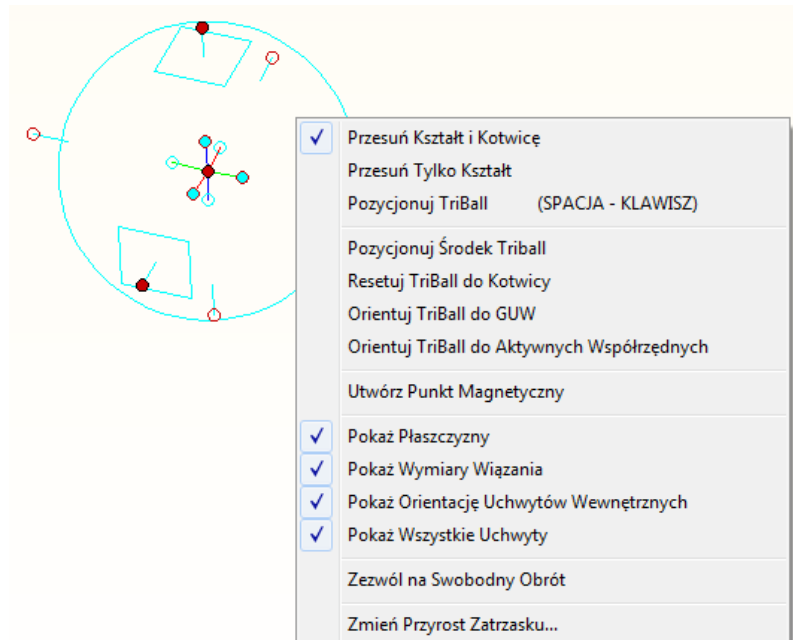 Przesuń Kształt i Kotwicę
Przesuń Tylko Kształt
Pozycjonuj TriBall (SPACJA - KLAWISZ)
Pozycjonuj Środek Triball
Resetuj TriBall do Kotwicy
Orientuj TriBall do GUW
Orientuj TriBall do Aktywnych Współrzędnych
Utwórz Punkt Magnetyczny
Pokaż Płaszczyzny
Pokaż Wymiary Wiązania
Pokaż Orientację Uchwytów Wewnętrznych
Pokaż Wszystkie Uchwyty
Zezwól na Swobodny Obrót
Zmień Przyrost Zatrzasku...